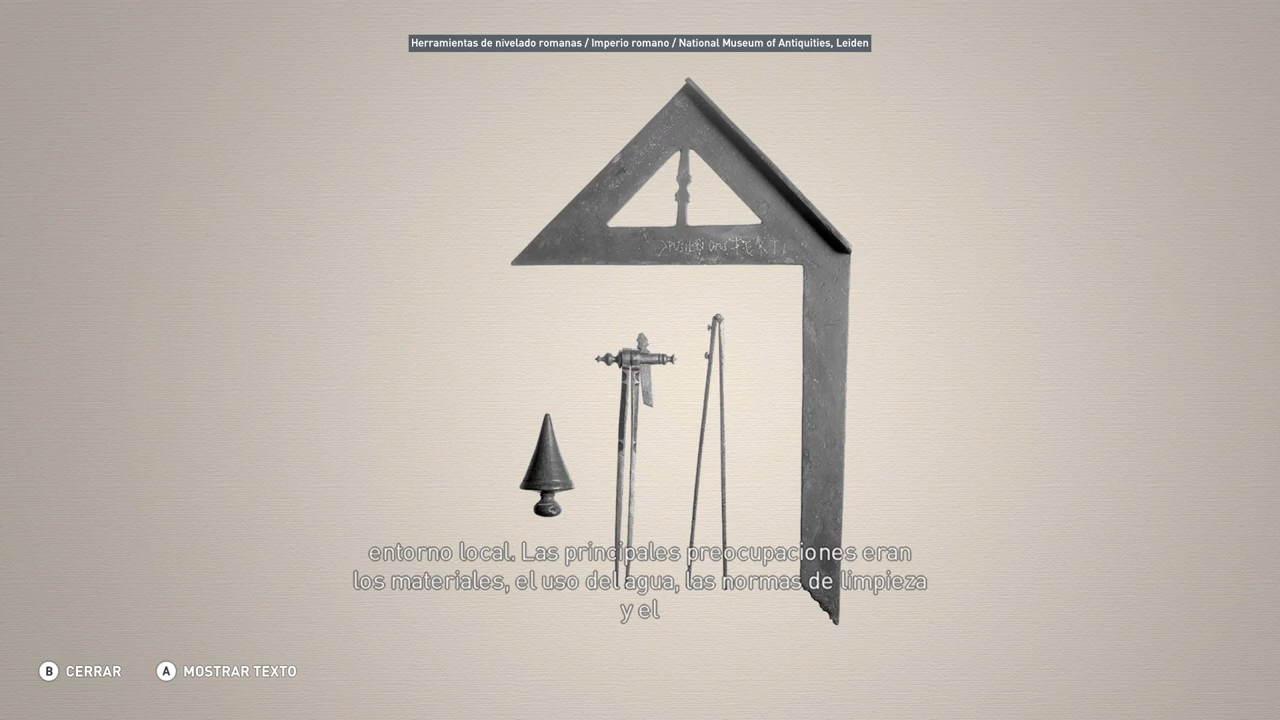 Herramientas de nivelado romanas / Imperio romano / National Museum of Antiquities, Leiden
entorno local. Las principales preocupaciones eran
los materiales, el uso del agua, las normas de limpieza
y el
B CERRAR A MOSTRAR TEXTO